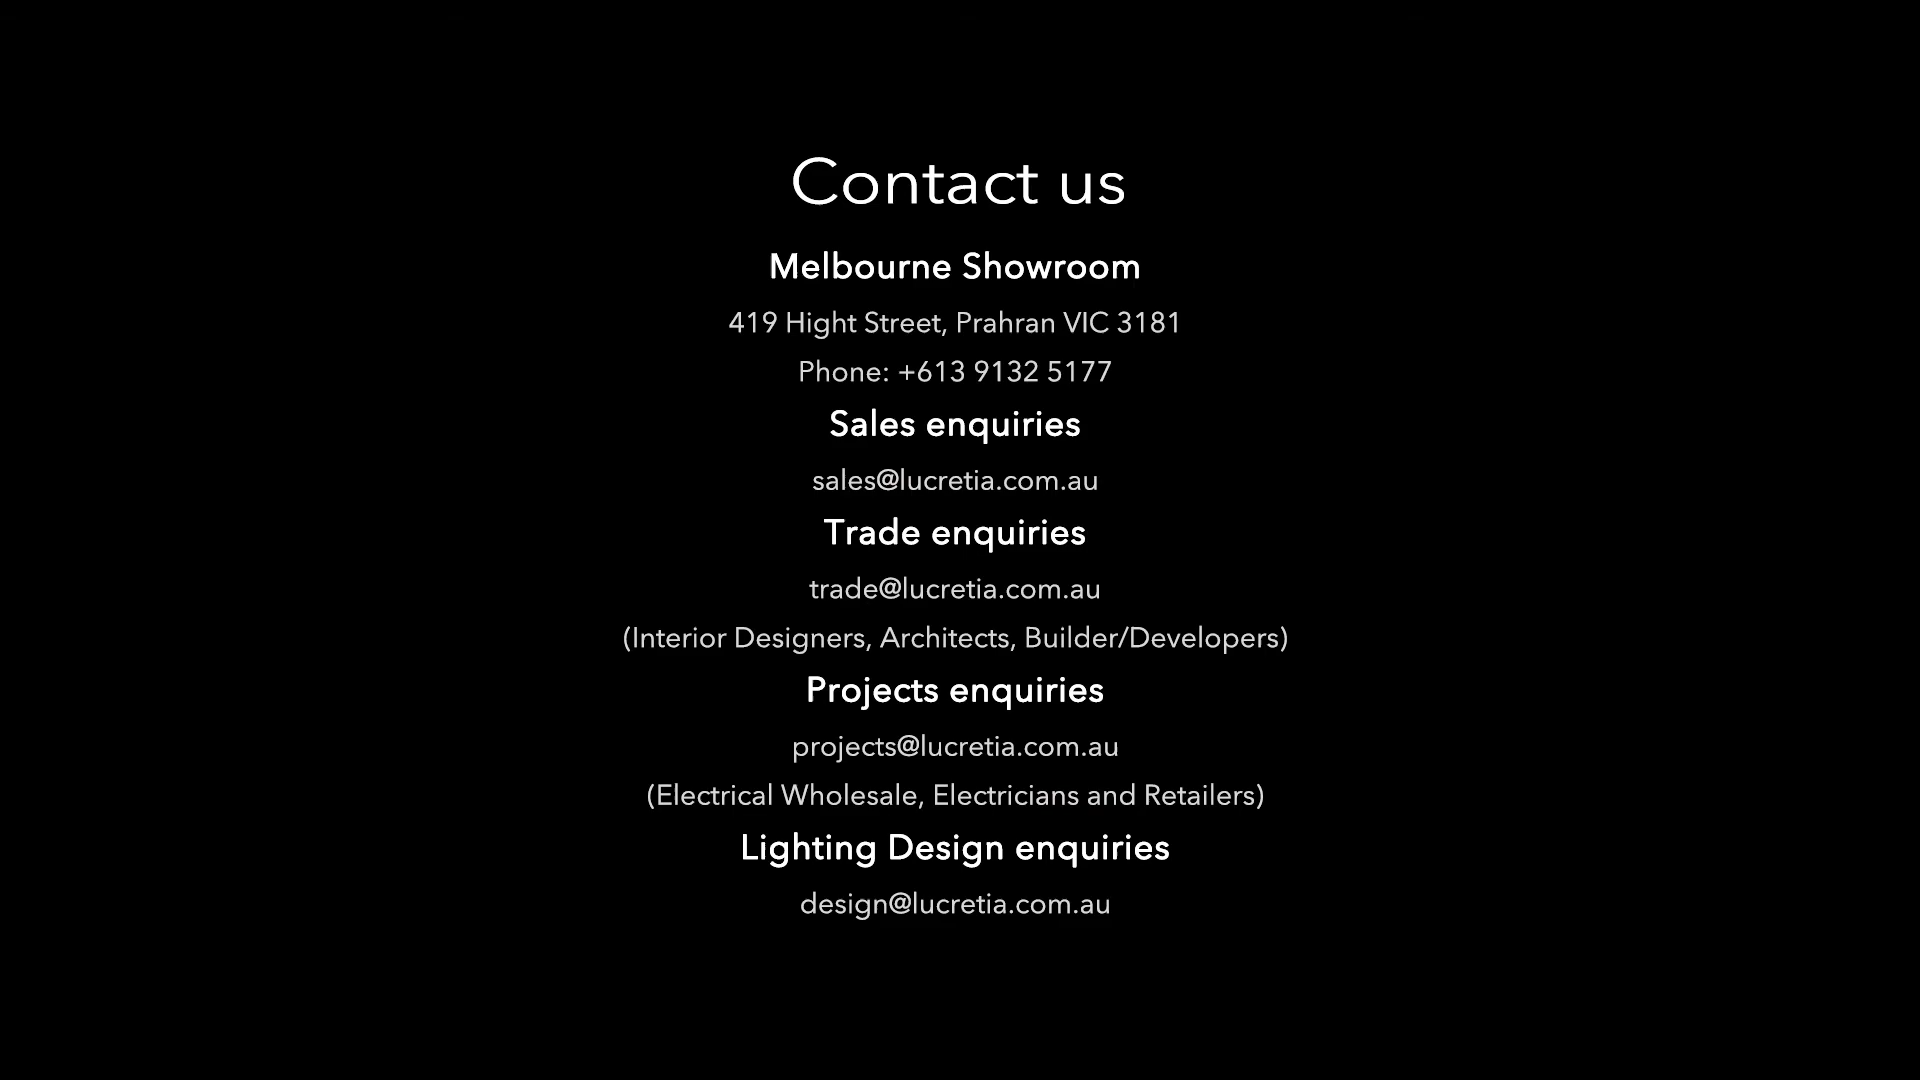 Contact us
Melbourne Showroom
419 Hight Street, Prahran VIC 3181
Phone: +613 9132 5177
Sales enquiries
sales@lucretia.com.au
Trade enquiries
trade@lucretia.com.au
(Interior Designers, Architects, Builder/Developers)
Projects enquiries
projects@lucretia.com.au
(Electrical Wholesale, Electricians and Retailers)
Lighting Design enquiries
design@lucretia.com.au